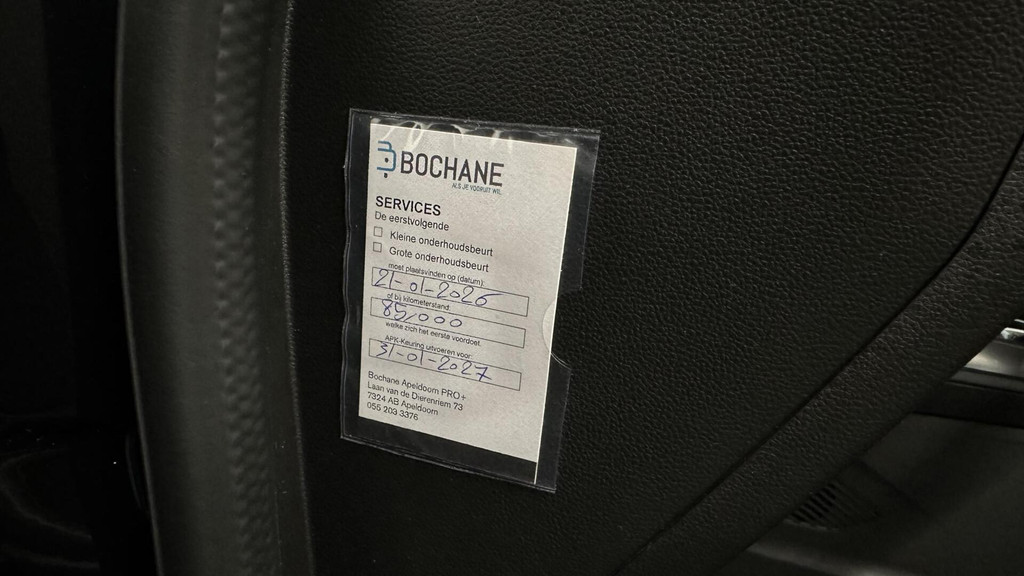 BOCHANE
ALS JE VOORUIT WIL.
SERVICES
De eerstvolgende
Kleine onderhoudsbeurt
Grote onderhoudsbeurt
moet plaatsvinden op (datum):
21-01-2026
of bij kilometerstand:
85,000
welke zich het eerste voordoet.
APK-Keuring uitvoeren voor:
31-01-2027
Bochane Apeldoorn PRO+
Laan van de Dierenriem 73
7324 AB Apeldoorn
055 203 3376